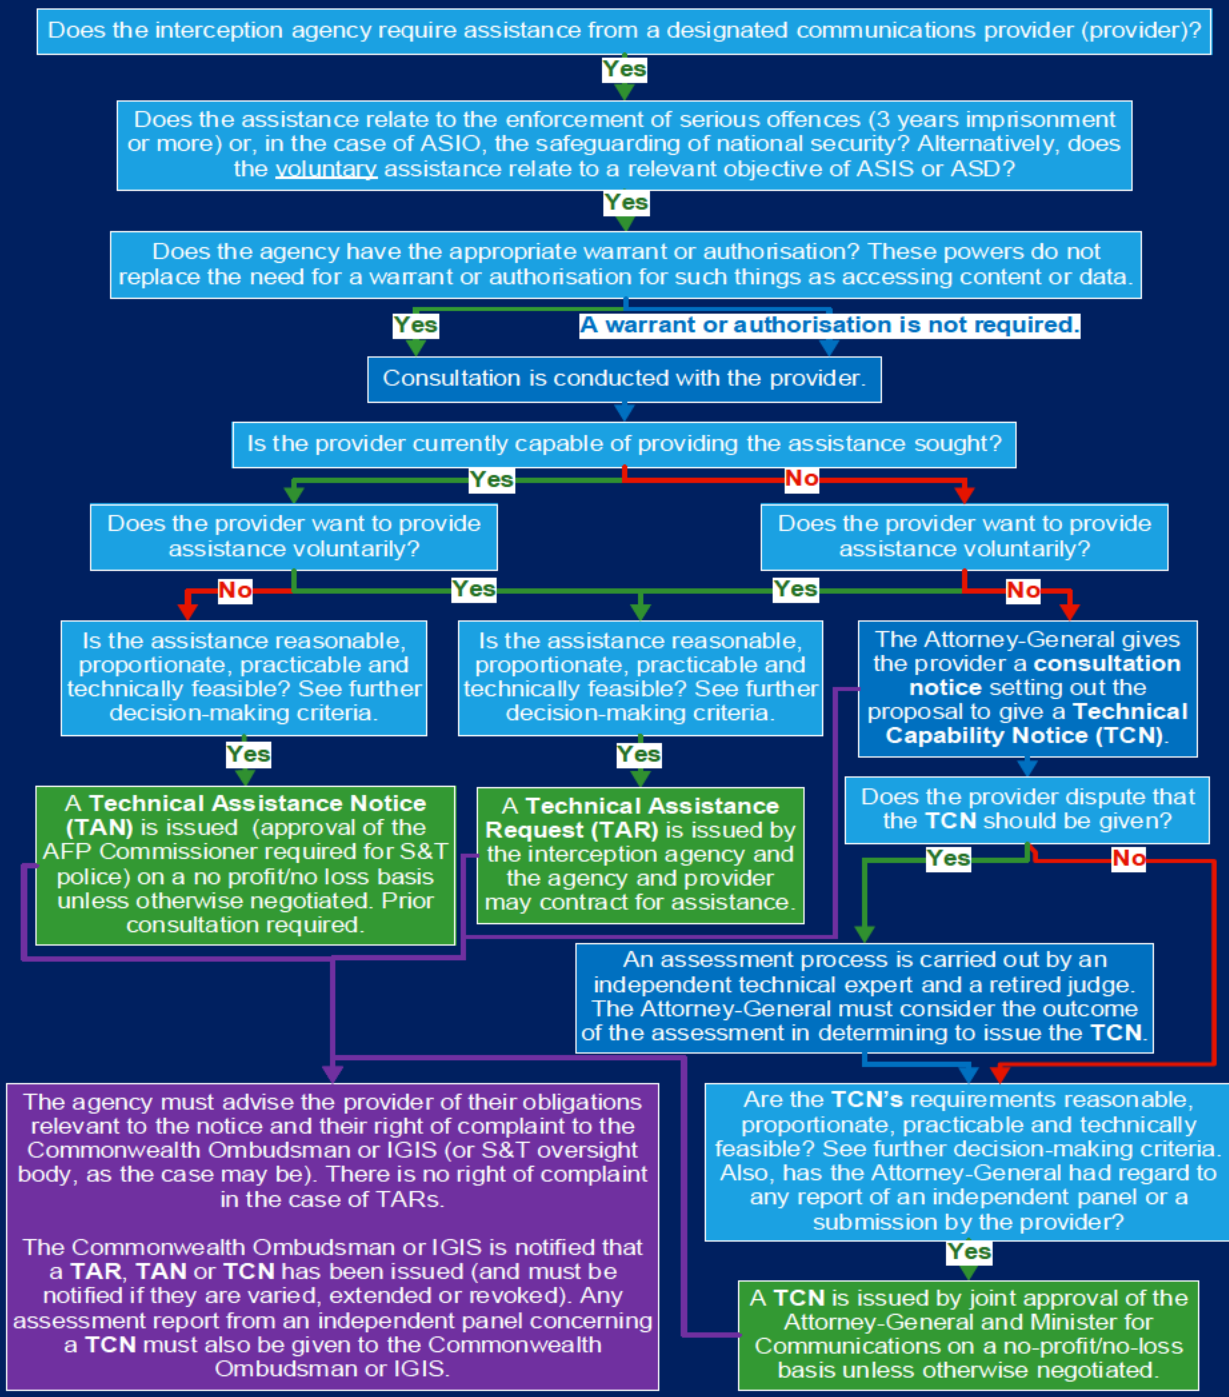 Does the interception agency require assistance from a designated communications provider (provider)?
Yes
Does the assistance relate to the enforcement of serious offences (3 years imprisonment
or more) or, in the case of ASIO, the safeguarding of national security? Alternatively, does
the voluntary assistance relate to a relevant objective of ASIS or ASD?
Yes
Does the agency have the appropriate warrant or authorisation? These powers do not
replace the need for a warrant or authorisation for such things as accessing content or data.
Yes
A warrant or authorisation is not required.
Consultation is conducted with the provider.
Is the provider currently capable of providing the assistance sought?
Yes
No
Does the provider want to provide
assistance voluntarily?
Does the provider want to provide
assistance voluntarily?
No
Yes
Yes
No
Is the assistance reasonable,
proportionate, practicable and
technically feasible? See further
decision-making criteria.
Is the assistance reasonable,
proportionate, practicable and
technically feasible? See further
decision-making criteria.
The Attorney-General gives
the provider a consultation
notice setting out the
proposal to give a Technical
Capability Notice (TCN).
Yes
Yes
A Technical Assistance Notice
(TAN) is issued (approval of the
AFP Commissioner required for S&T
police) on a no profit/no loss basis
unless otherwise negotiated. Prior
consultation required.
A Technical Assistance
Request (TAR) is issued by
the interception agency and
the agency and provider
may contract for assistance.
Does the provider dispute that
the TCN should be given?
Yes
No
An assessment process is carried out by an
independent technical expert and a retired judge.
The Attorney-General must consider the outcome
of the assessment in determining to issue the TCN.
The agency must advise the provider of their obligations
relevant to the notice and their right of complaint to the
Commonwealth Ombudsman or IGIS (or S&T oversight
body, as the case may be). There is no right of complaint
in the case of TARs.
The Commonwealth Ombudsman or IGIS is notified that
a TAR, TAN or TCN has been issued (and must be
notified if they are varied, extended or revoked). Any
assessment report from an independent panel concerning
a TCN must also be given to the Commonwealth
Ombudsman or IGIS.
Are the TCN's requirements reasonable,
proportionate, practicable and technically
feasible? See further decision-making criteria.
Also, has the Attorney-General had regard to
any report of an independent panel or a
submission by the provider?
Yes
A TCN is issued by joint approval of the
Attorney-General and Minister for
Communications on a no-profit/no-loss
basis unless otherwise negotiated.